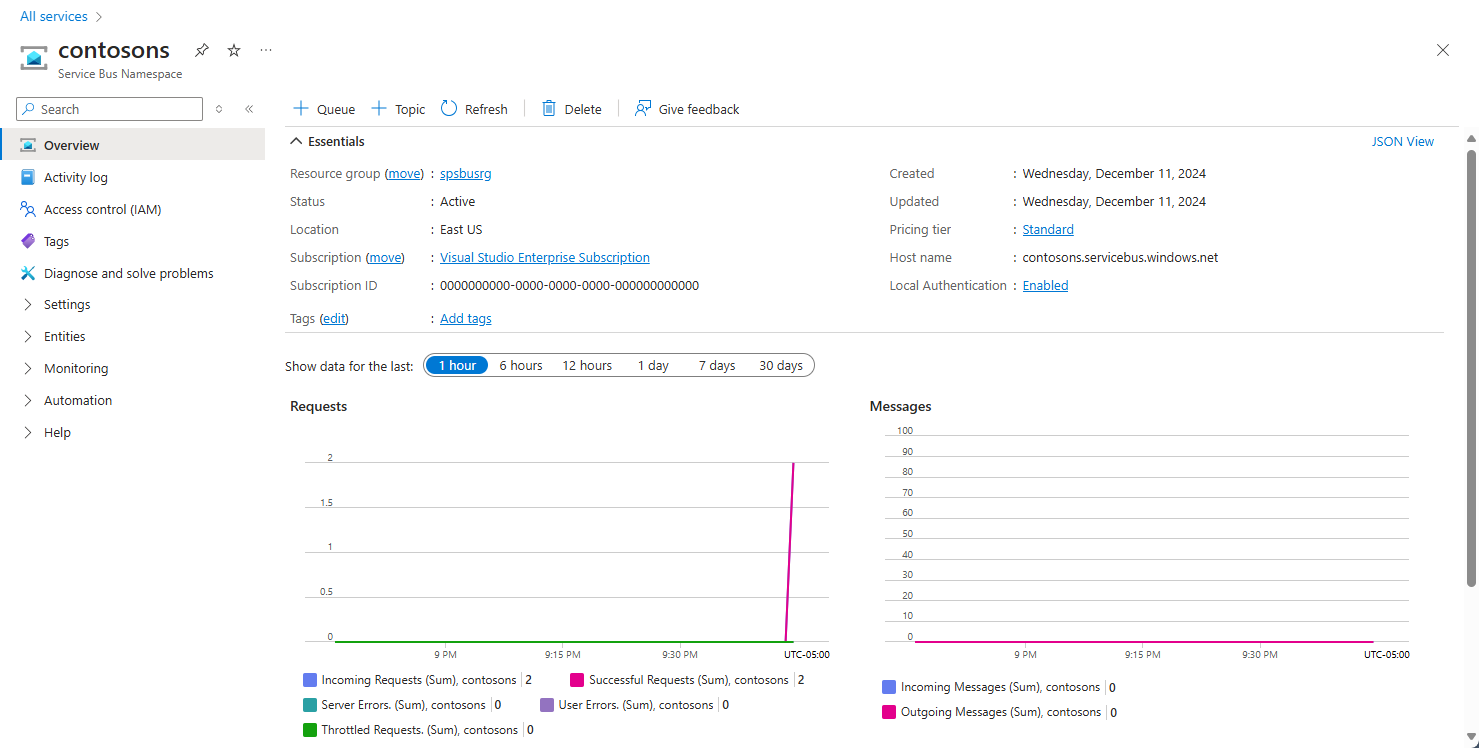 All services
contosons
Service Bus Namespace
Search
Queue Topic Refresh Delete Give feedback
Overview
Activity log
Access control (IAM)
Tags
Diagnose and solve problems
Settings
Entities
Monitoring
Automation
Help
Essentials
JSON View
Resource group (move) : spsbusrg
Status : Active
Location : East US
Subscription (move) : Visual Studio Enterprise Subscription
Subscription ID : 0000000000-0000-0000-0000-000000000000
Tags (edit) : Add tags
Created : Wednesday, December 11, 2024
Updated : Wednesday, December 11, 2024
Pricing tier : Standard
Host name : contosons.servicebus.windows.net
Local Authentication : Enabled
Show data for the last: 1 hour 6 hours 12 hours 1 day 7 days 30 days
Requests
2
1.5
1
0.5
0
9 PM 9:15 PM 9:30 PM UTC-05:00
Incoming Requests (Sum), contosons 2 Successful Requests (Sum), contosons 2
Server Errors. (Sum), contosons 0 User Errors. (Sum), contosons 0
Throttled Requests. (Sum), contosons 0
Messages
100
90
80
70
60
50
40
30
20
10
0
9 PM 9:15 PM 9:30 PM UTC-05:00
Incoming Messages (Sum), contosons 0
Outgoing Messages (Sum), contosons 0